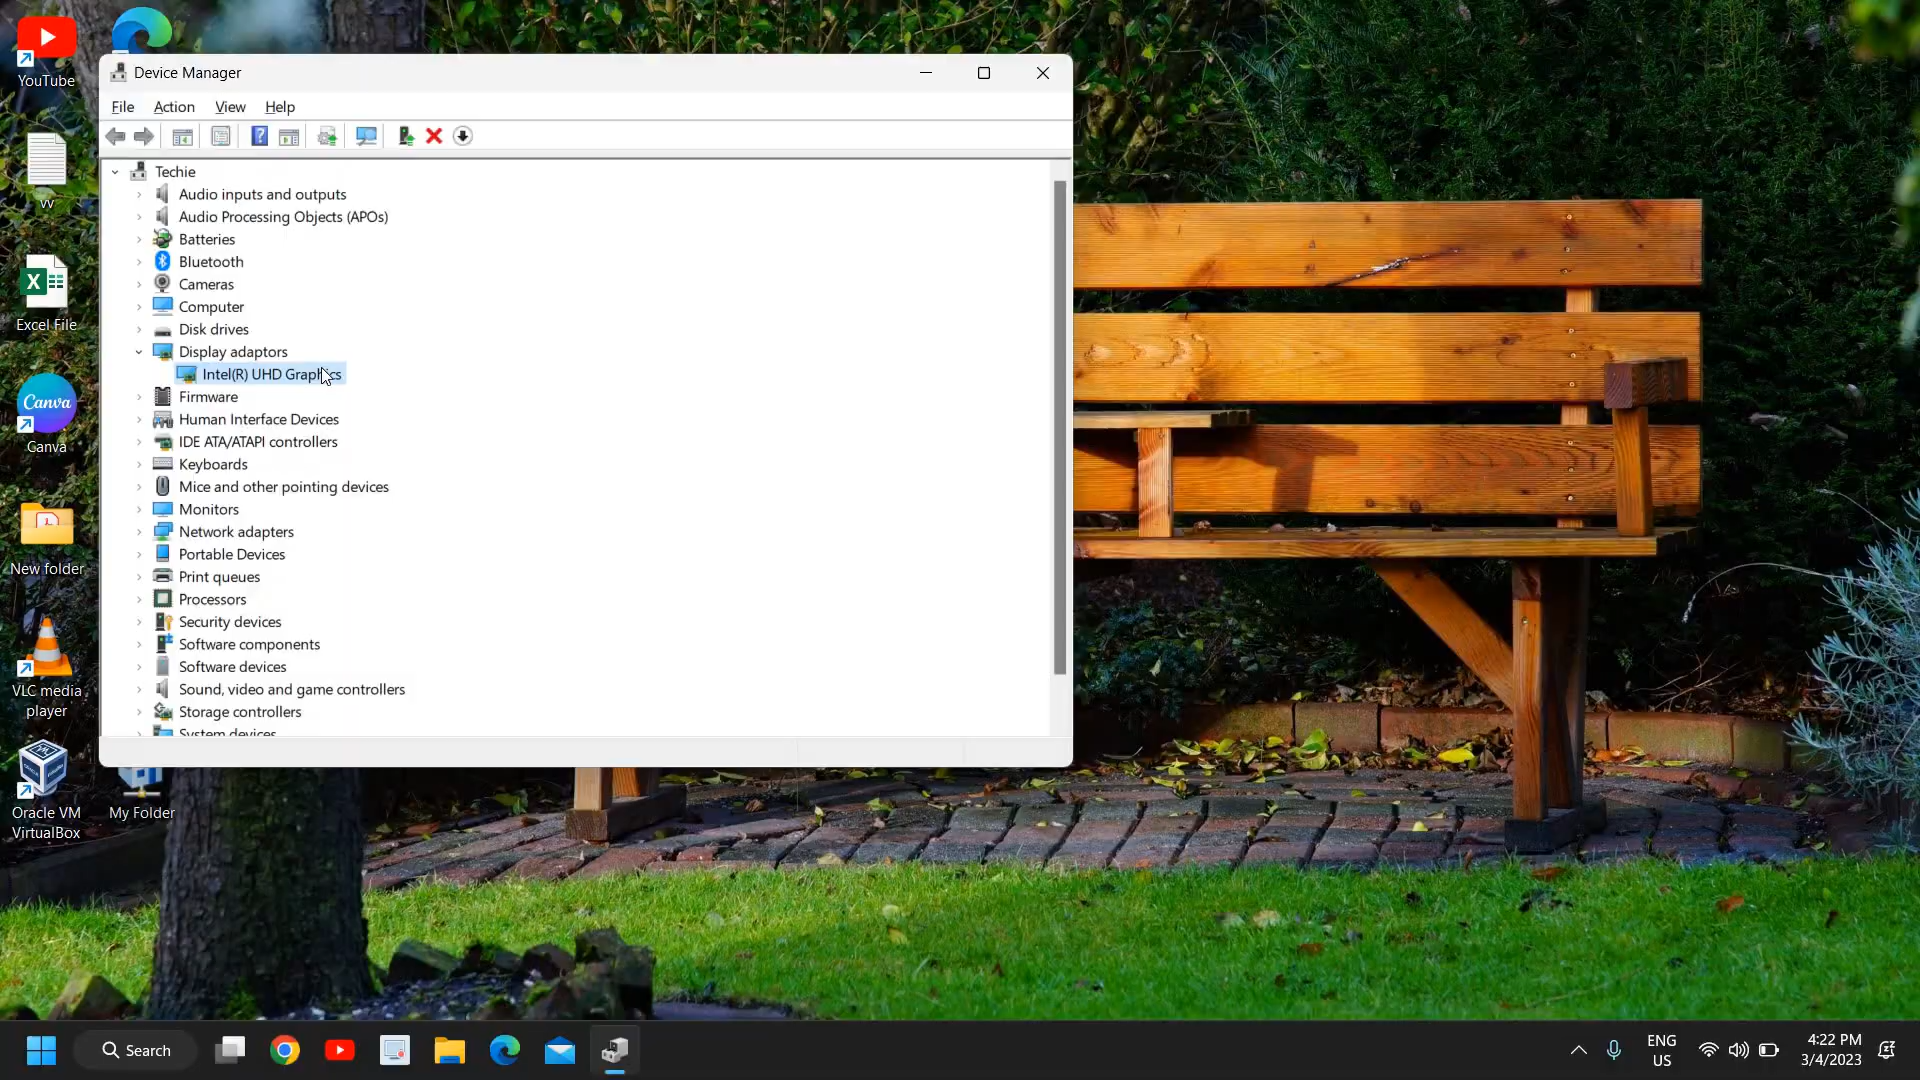 YouTube
vv
Excel File
Canva
Canva
New folder
VLC media
player
Oracle VM
VirtualBox
My Folder
Device Manager
File Action View Help
Techie
Audio inputs and outputs
Audio Processing Objects (APOs)
Batteries
Bluetooth
Cameras
Computer
Disk drives
Display adaptors
Intel(R) UHD Graphics
Firmware
Human Interface Devices
IDE ATA/ATAPI controllers
Keyboards
Mice and other pointing devices
Monitors
Network adapters
Portable Devices
Print queues
Processors
Security devices
Software components
Software devices
Sound, video and game controllers
Storage controllers
System devices
Search
ENG
US
4:22 PM
3/4/2023